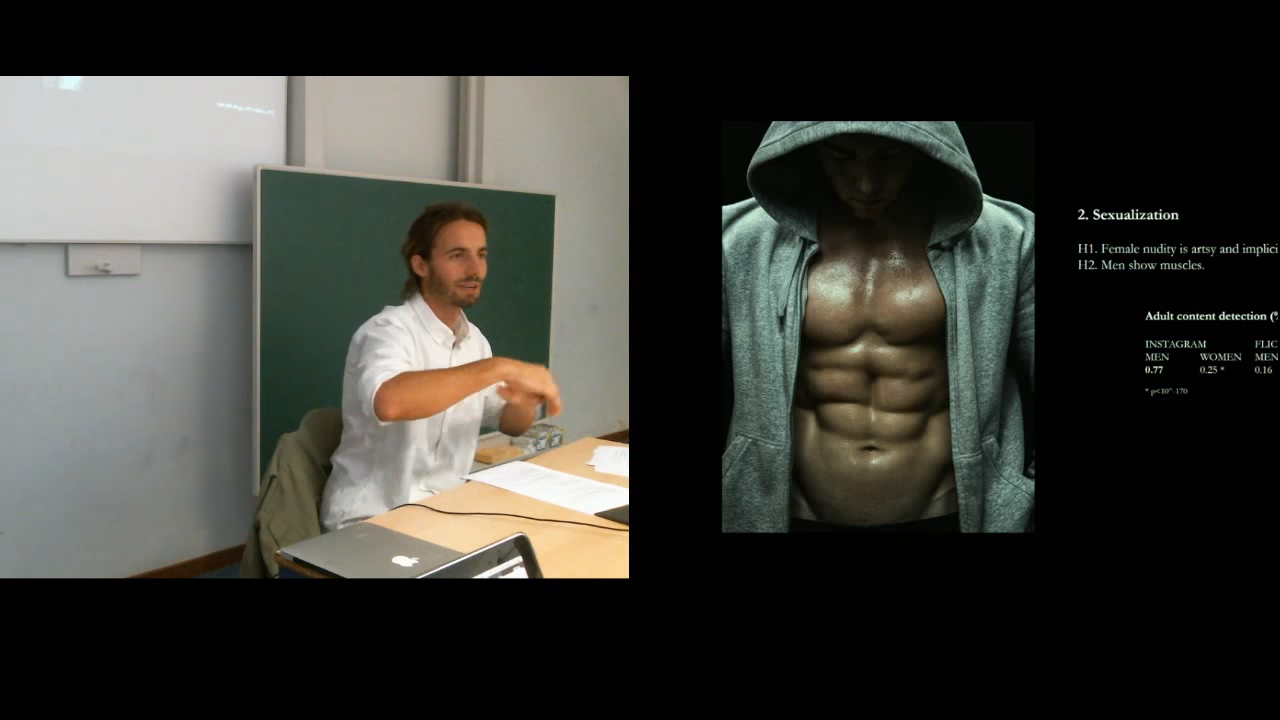 2. Sexualization
H1. Female nudity is artsy and implici
H2. Men show muscles.
Adult content detection (%
INSTAGRAM FLIC
MEN WOMEN MEN
0.77 0.25 * 0.16
* p<10^-170